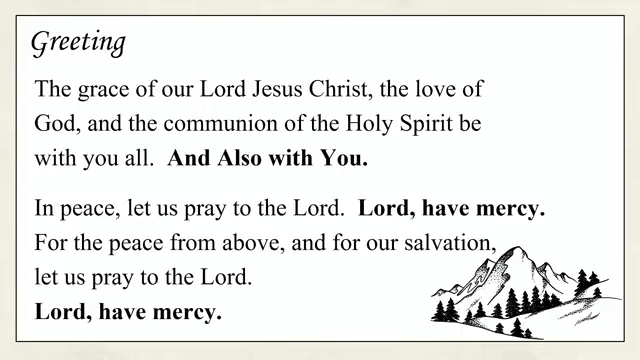 Greeting
The grace of our Lord Jesus Christ, the love of
God, and the communion of the Holy Spirit be
with you all.  And Also with You.
In peace, let us pray to the Lord.  Lord, have mercy.
For the peace from above, and for our salvation,
let us pray to the Lord.
Lord, have mercy.